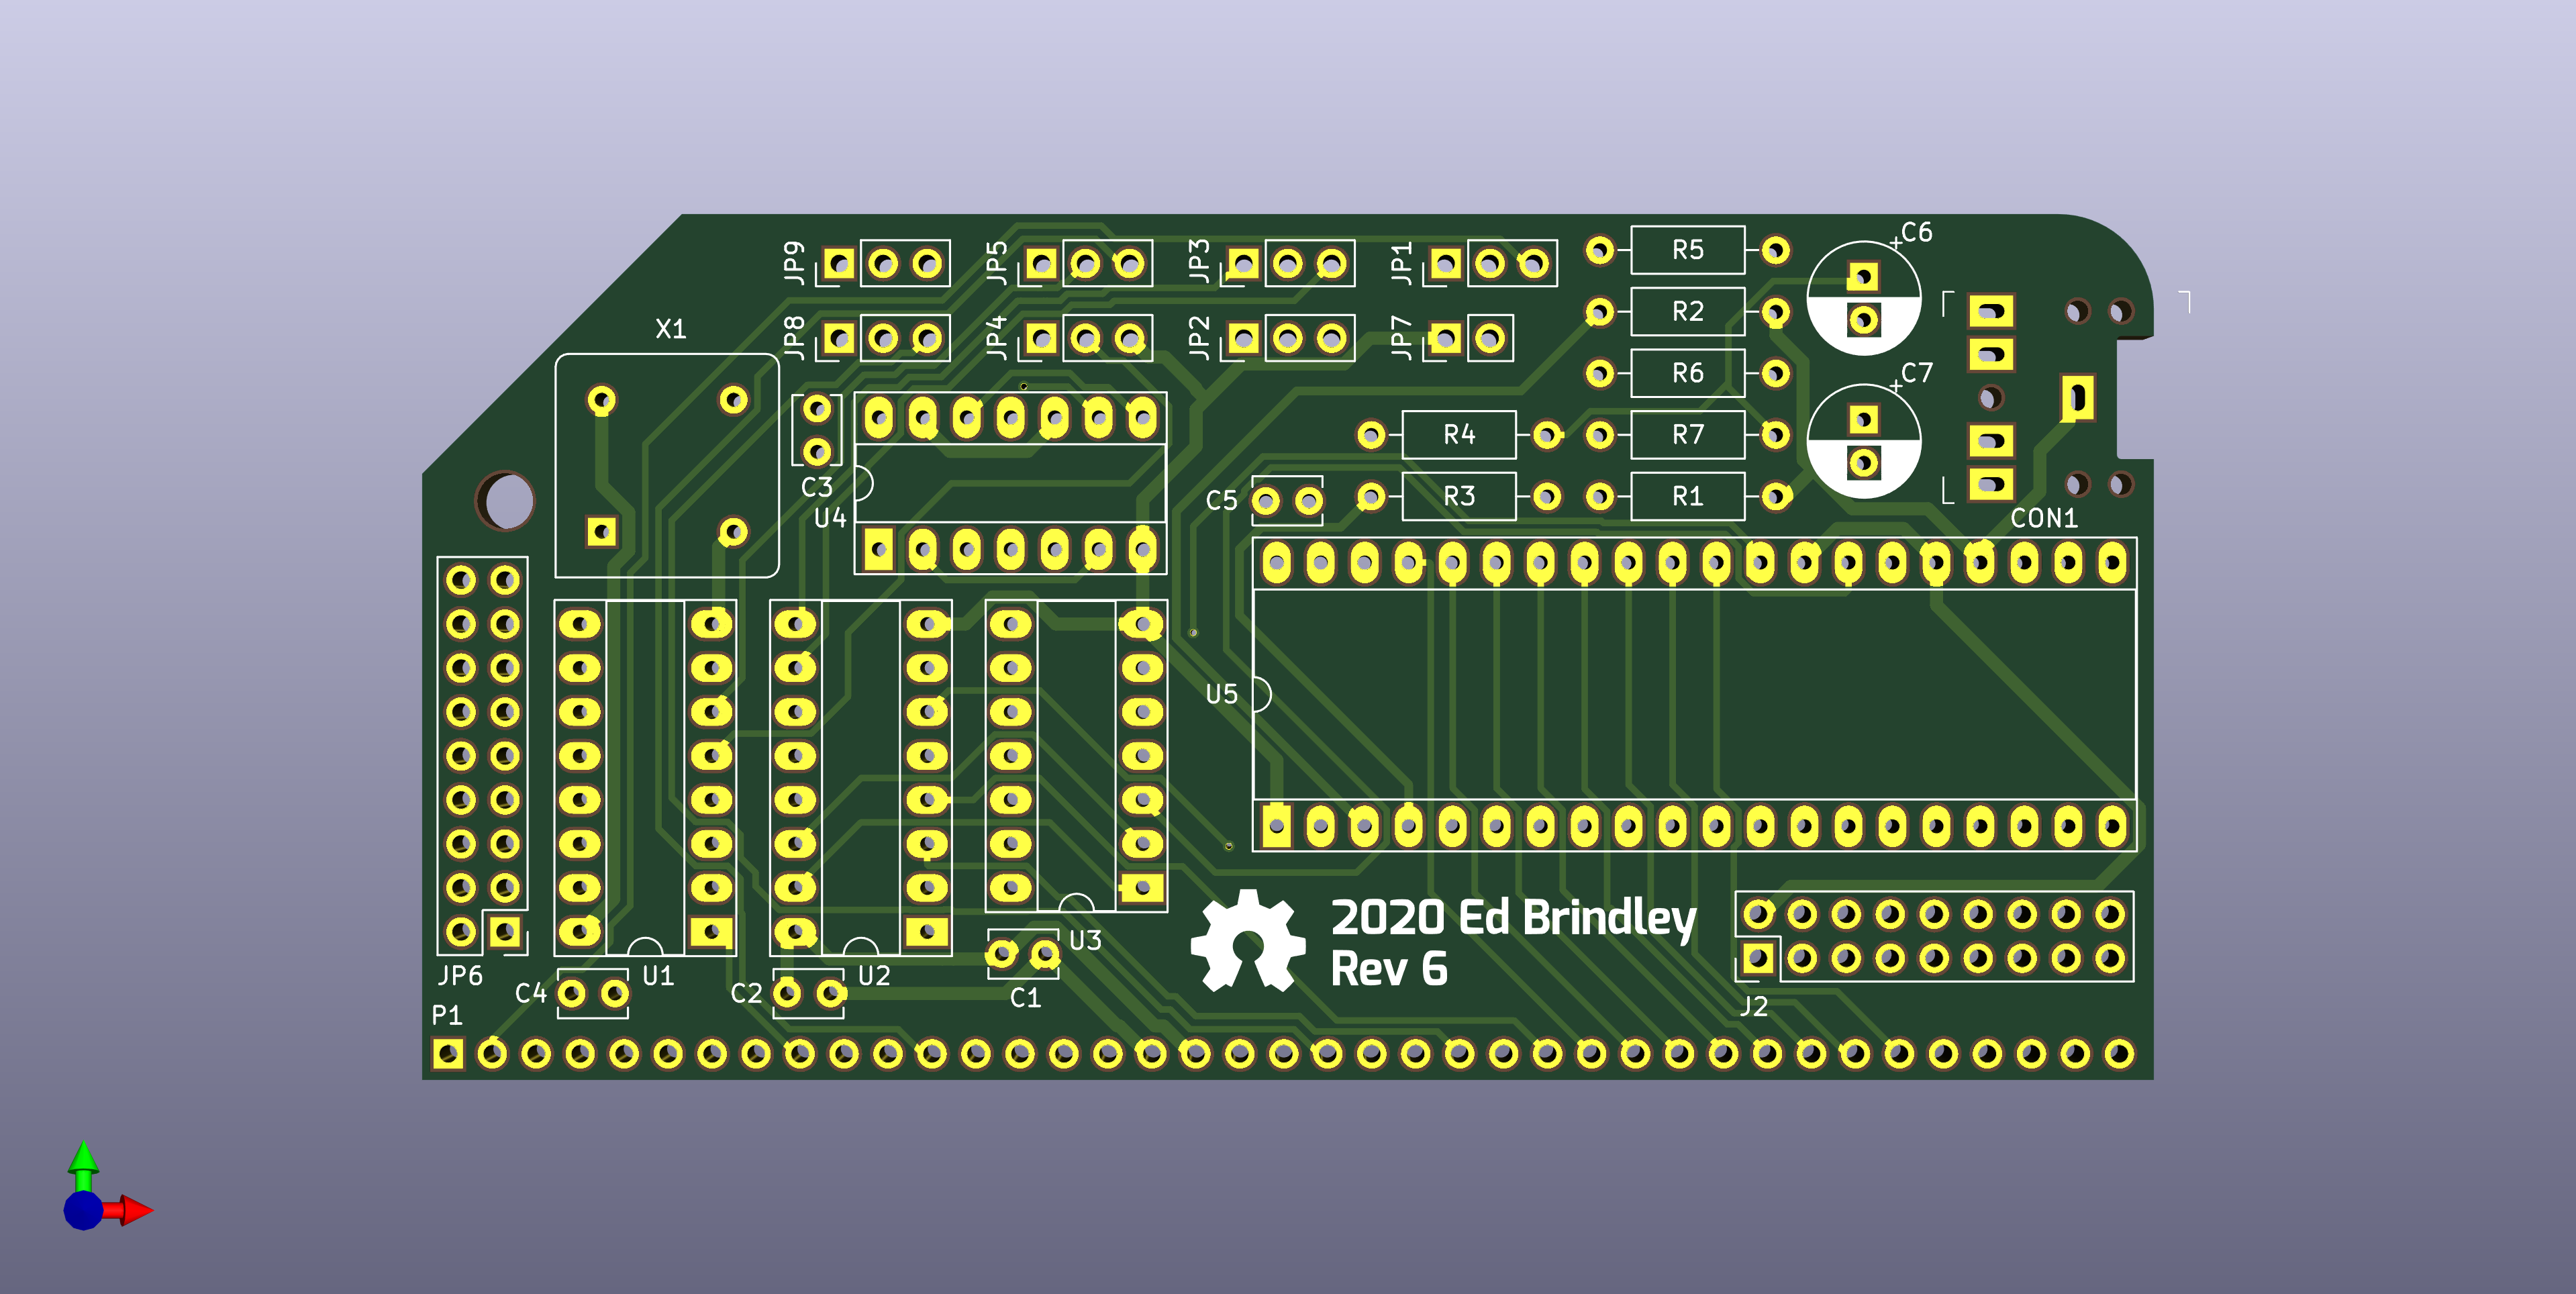 JP9
JP5
JP3
JP1
R5
+C6
X1
JP8
JP4
JP2
JP7
R2
R6
+C7
R4
R7
C3
C5
R3
R1
U4
CON1
U5
2020 Ed Brindley
Rev 6
U3
JP6
U1
U2
C4
C2
C1
J2
P1